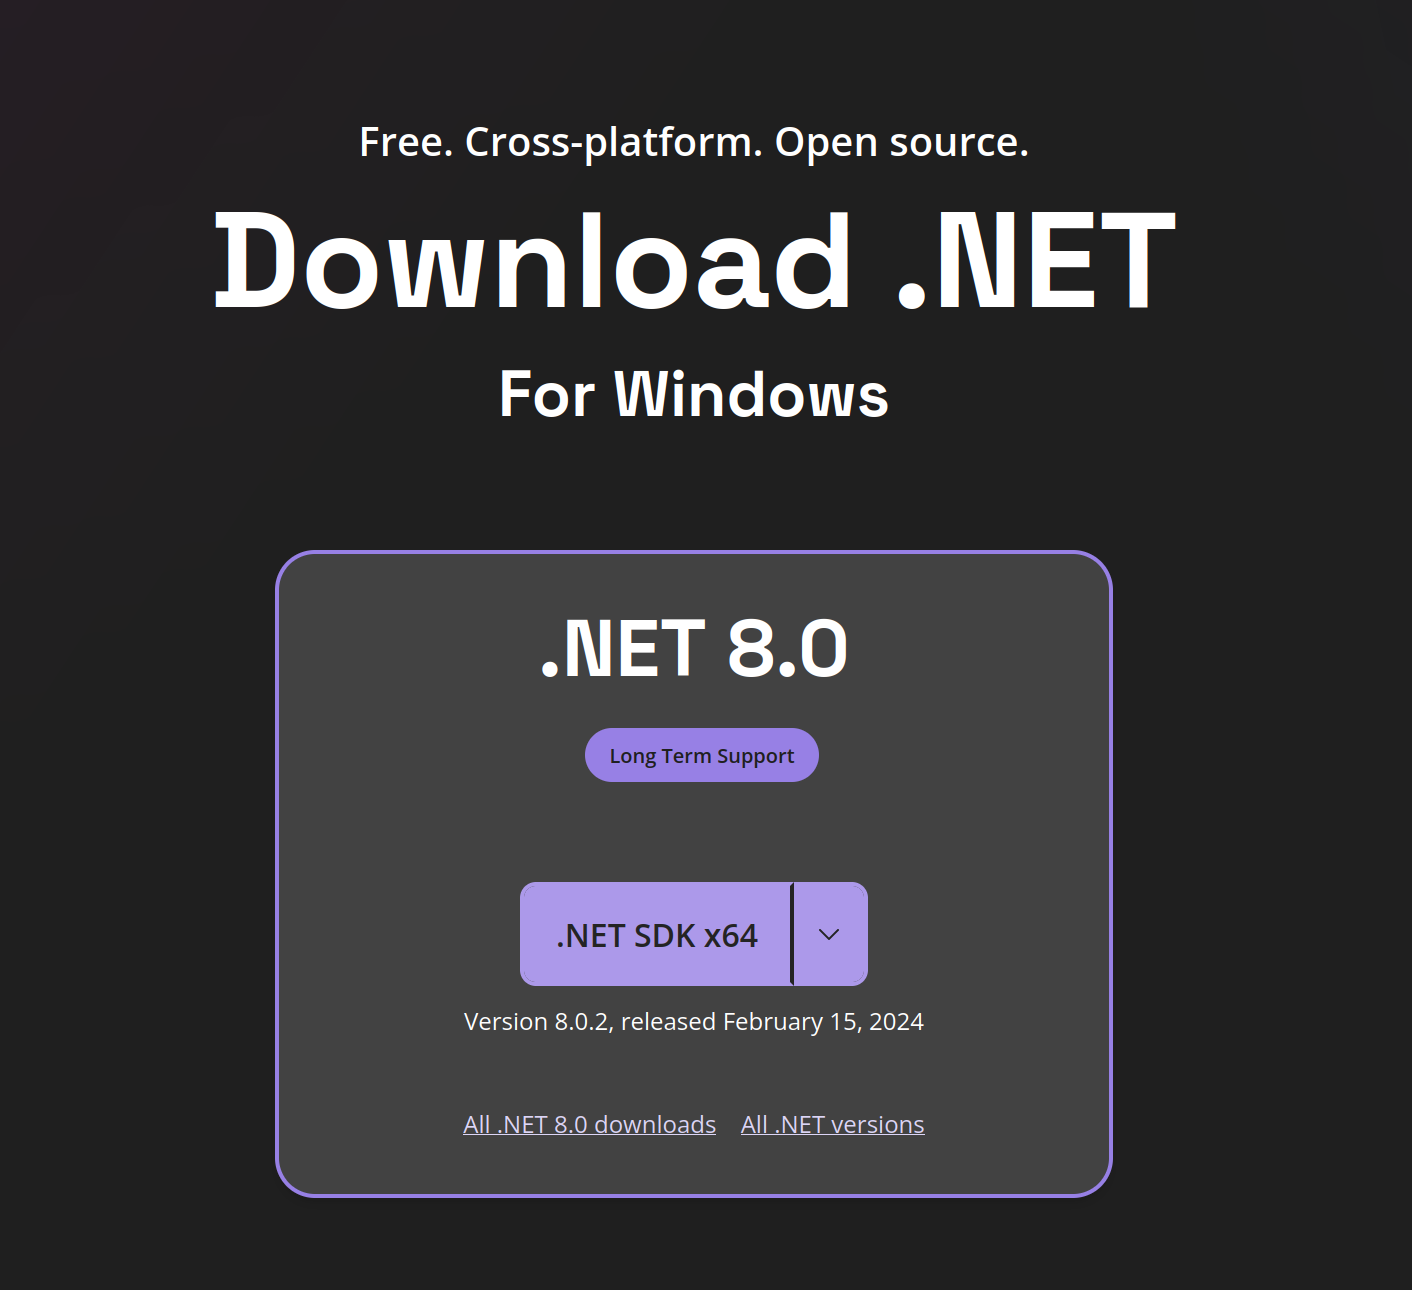 Free. Cross-platform. Open source.
Download .NET
For Windows
.NET 8.0
Long Term Support
.NET SDK x64
Version 8.0.2, released February 15, 2024
All .NET 8.0 downloads All .NET versions